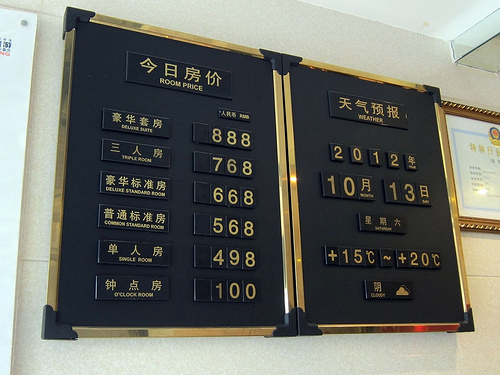 今日房价
ROOM PRICE
*人民币 RMB
豪华套房 888
DELUXE SUITE
三人房 768
TRIPLE ROOM
豪华标准房 668
DELUXE STANDARD ROOM
普通标准房 568
COMMON STANDARD ROOM
单人房 498
SINGLE ROOM
钟点房 100
O'CLOCK ROOM
天气预报
WEATHER
2012年
10月 13日
MONTH DAY
星期六
SATURDAY
+15℃ ~ +20℃
阴
CLOUDY